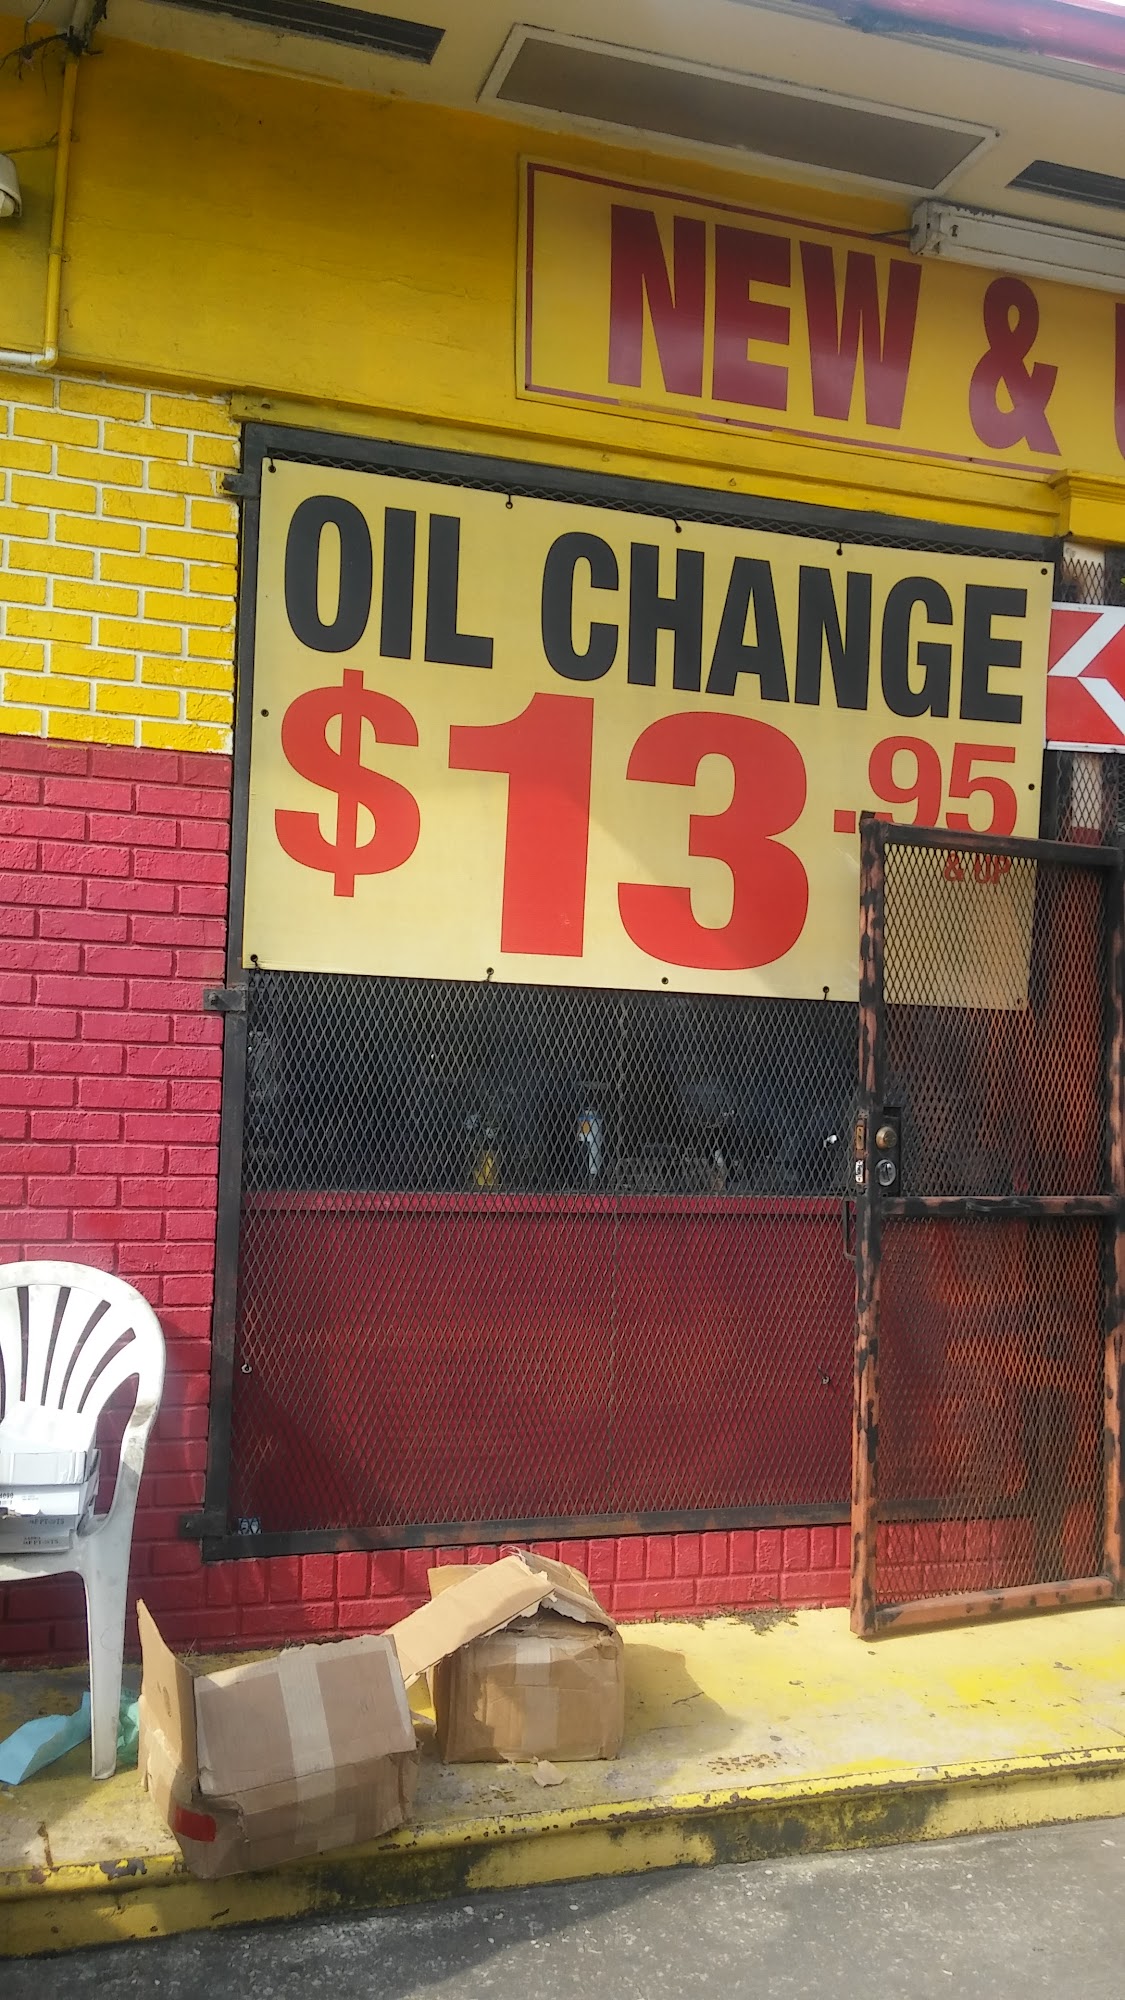 NEW &
OIL CHANGE
$13.95
& UP